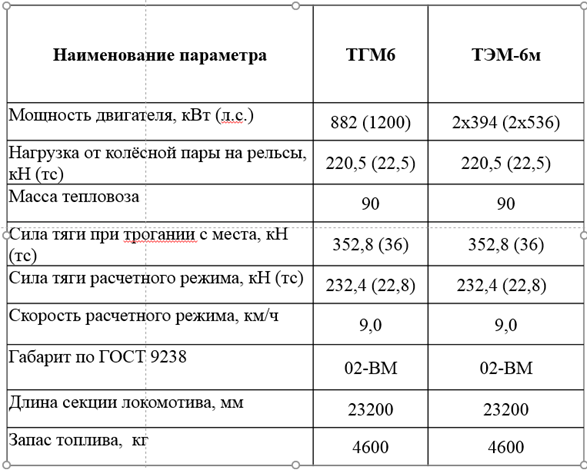 Наименование параметра ТГМ6 ТЭМ-6м
Мощность двигателя, кВт (л.с.) 882 (1200) 2х394 (2х536)
Нагрузка от колёсной пары на рельсы,
кН (тс) 220,5 (22,5) 220,5 (22,5)
Масса тепловоза 90 90
Сила тяги при трогании с места, кН
(тс) 352,8 (36) 352,8 (36)
Сила тяги расчетного режима, кН (тс) 232,4 (22,8) 232,4 (22,8)
Скорость расчетного режима, км/ч 9,0 9,0
Габарит по ГОСТ 9238 02-ВМ 02-ВМ
Длина секции локомотива, мм 23200 23200
Запас топлива, кг 4600 4600